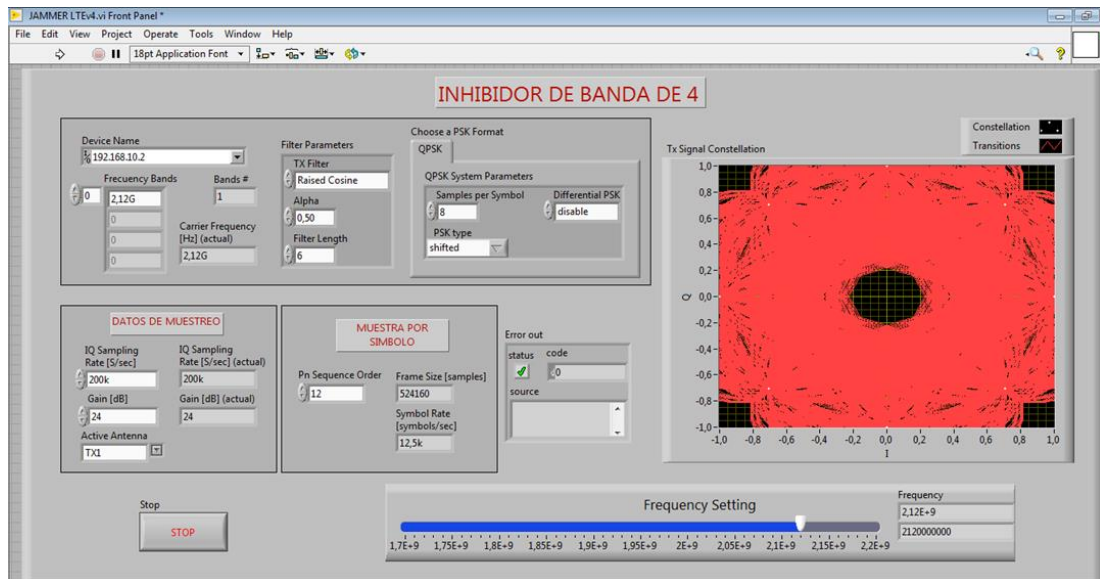 JAMMER LTEv4.vi Front Panel *
File Edit View Project Operate Tools Window Help
18pt Application Font
INHIBIDOR DE BANDA DE 4
Device Name
192.168.10.2
Frecuency Bands
Bands #
0
2,12G
1
0
0
0
Carrier Frequency
[Hz] (actual)
2,12G
Filter Parameters
TX Filter
Raised Cosine
Alpha
0,50
Filter Length
6
Choose a PSK Format
QPSK
QPSK System Parameters
Samples per Symbol
8
Differential PSK
disable
PSK type
shifted
Tx Signal Constellation
Constellation
Transitions
1,0
0,8
0,6
0,4
0,2
0,0
-0,2
-0,4
-0,6
-0,8
-1,0
Q
-1,0 -0,8 -0,6 -0,4 -0,2 0,0 0,2 0,4 0,6 0,8 1,0
I
DATOS DE MUESTREO
IQ Sampling
Rate [S/sec]
200k
IQ Sampling
Rate [S/sec] (actual)
200k
Gain [dB]
24
Gain [dB] (actual)
24
Active Antenna
TX1
MUESTRA POR
SIMBOLO
Pn Sequence Order
12
Frame Size [samples]
524160
Symbol Rate
[symbols/sec]
12,5k
Error out
status code
0
source
Stop
STOP
Frequency Setting
1,7E+9 1,75E+9 1,8E+9 1,85E+9 1,9E+9 1,95E+9 2E+9 2,05E+9 2,1E+9 2,15E+9 2,2E+9
Frequency
2,12E+9
2120000000